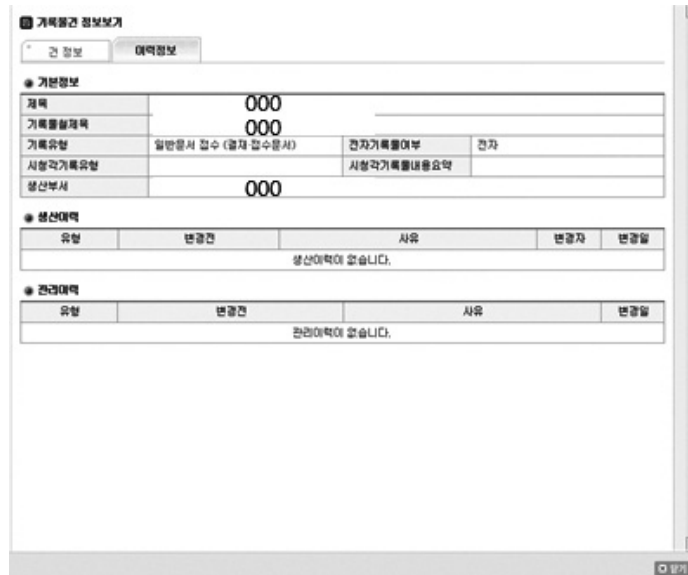 기록물건 정보보기
건 정보 이력정보
기본정보
제목 000
기록물철제목 000
기록유형 일반문서 접수 (결재·접수문서) 전자기록물여부 전자
시청각기록유형 시청각기록물내용요약
생산부서 000
생산이력
유형 변경전 사유 변경자 변경일
생산이력이 없습니다.
관리이력
유형 변경전 사유 변경일
관리이력이 없습니다.
닫기